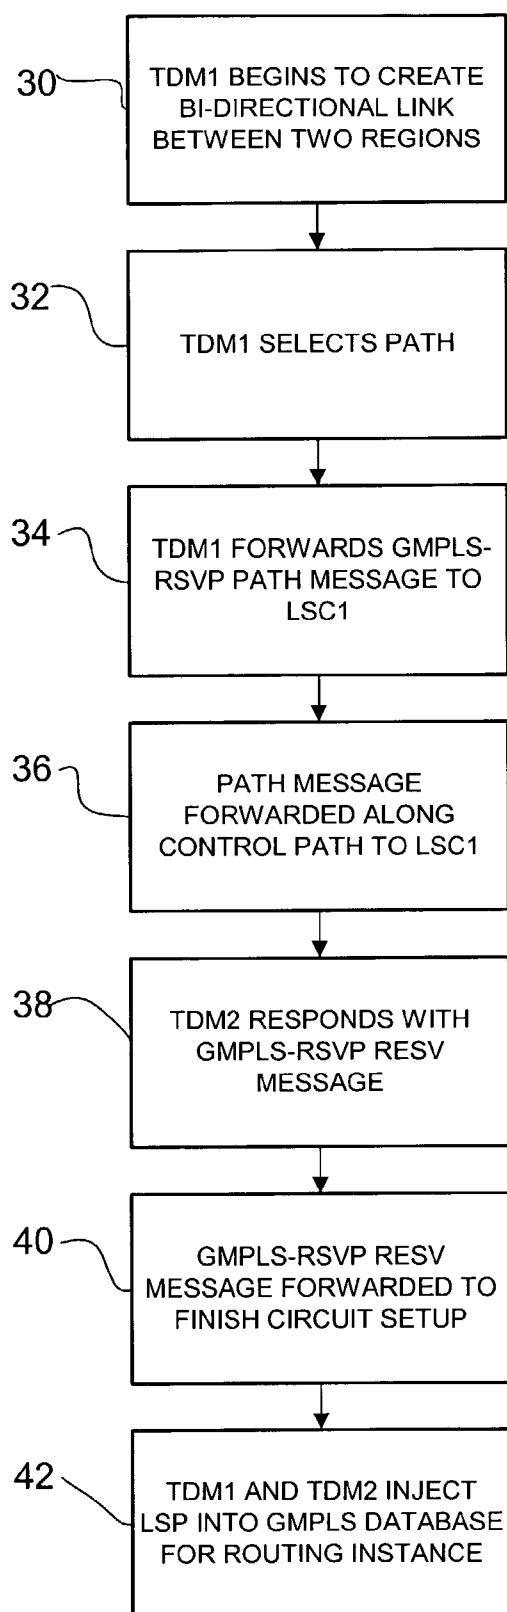 30
TDM1 BEGINS TO CREATE
BI-DIRECTIONAL LINK
BETWEEN TWO REGIONS
32
TDM1 SELECTS PATH
34
TDM1 FORWARDS GMPLS-
RSVP PATH MESSAGE TO
LSC1
36
PATH MESSAGE
FORWARDED ALONG
CONTROL PATH TO LSC1
38
TDM2 RESPONDS WITH
GMPLS-RSVP RESV
MESSAGE
40
GMPLS-RSVP RESV
MESSAGE FORWARDED TO
FINISH CIRCUIT SETUP
42
TDM1 AND TDM2 INJECT
LSP INTO GMPLS DATABASE
FOR ROUTING INSTANCE